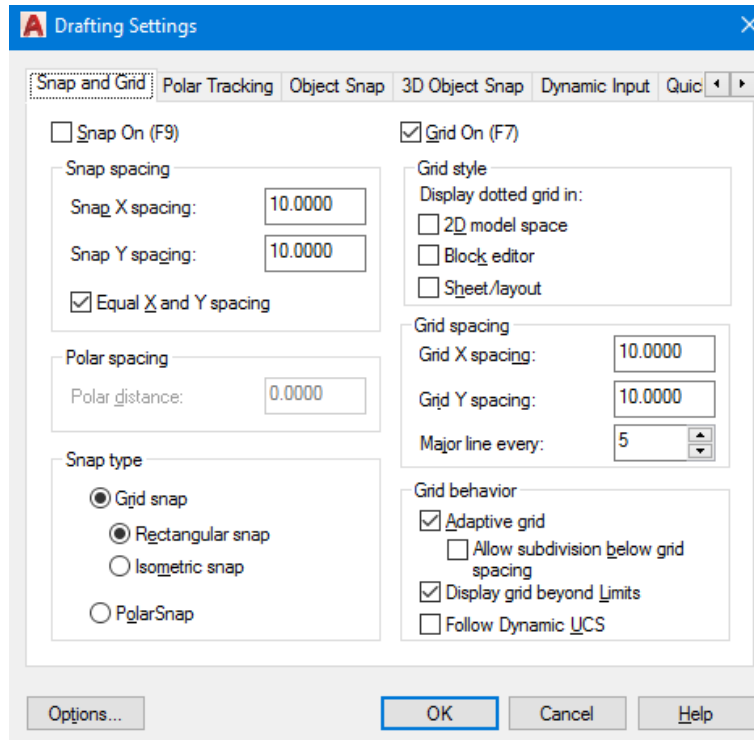 Drafting Settings
Snap and Grid Polar Tracking Object Snap 3D Object Snap Dynamic Input
Snap On (F9)
Snap spacing
Snap X spacing: 10.0000
Snap Y spacing: 10.0000
Equal X and Y spacing
Polar spacing
Polar distance: 0.0000
Snap type
Grid snap
Rectangular snap
Isometric snap
PolarSnap
Grid On (F7)
Grid style
Display dotted grid in:
2D model space
Block editor
Sheet/layout
Grid spacing
Grid X spacing: 10.0000
Grid Y spacing: 10.0000
Major line every: 5
Grid behavior
Adaptive grid
Allow subdivision below grid
spacing
Display grid beyond Limits
Follow Dynamic UCS
Options... OK Cancel Help